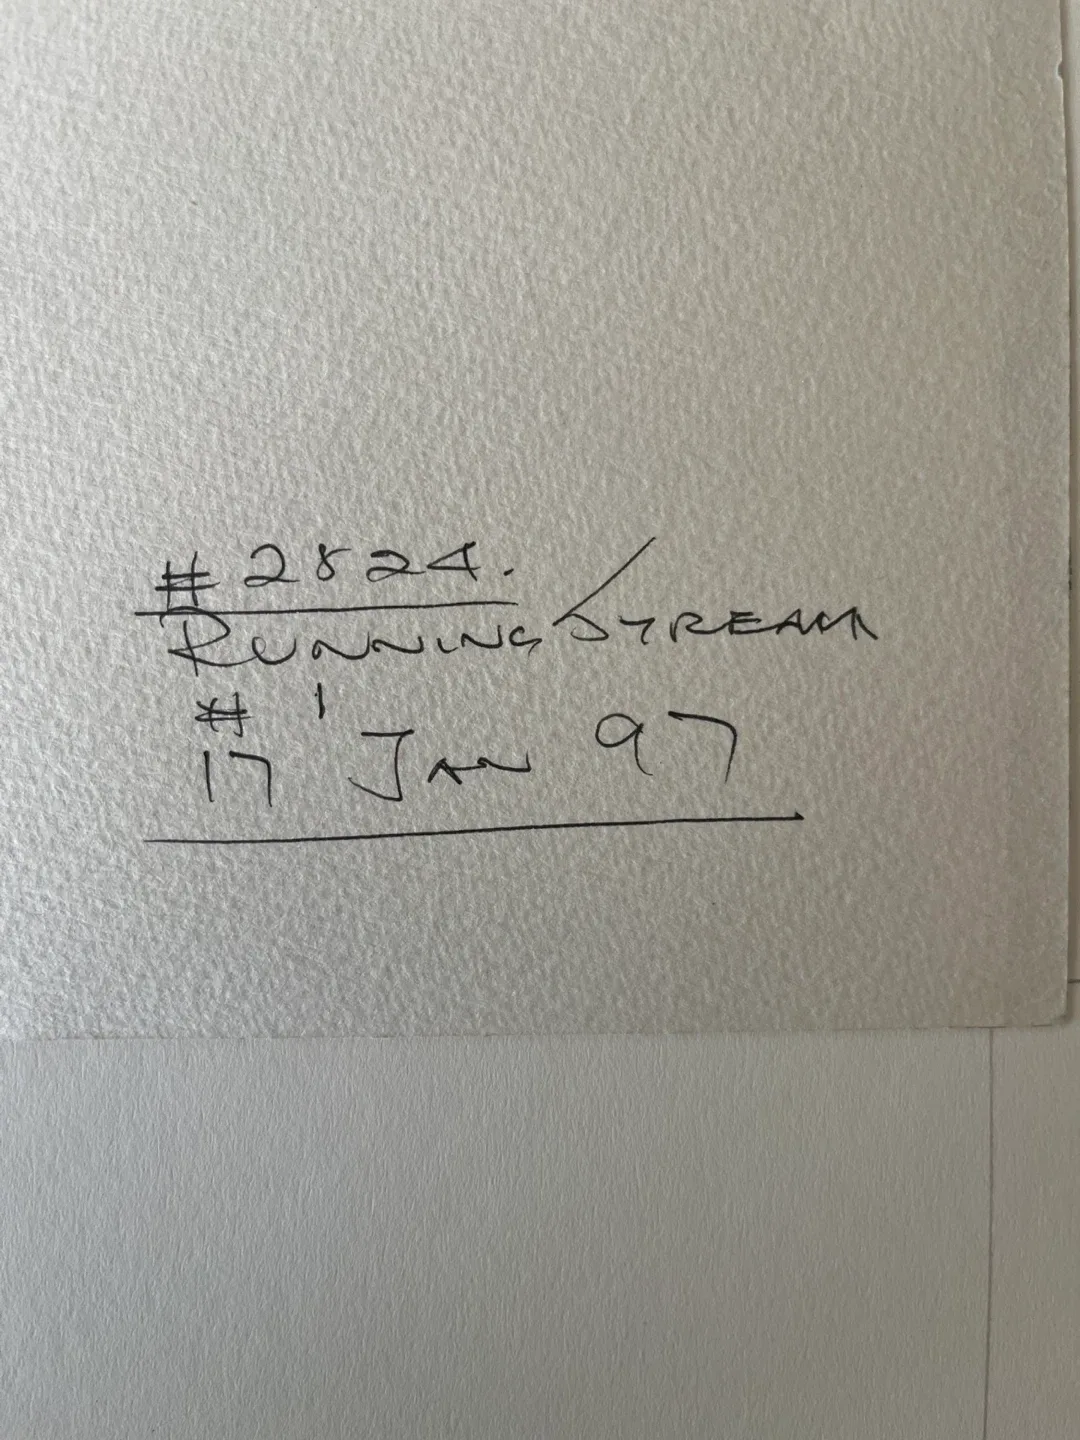 #2824.
RUNNING STREAM
# 1
17 JAN 97